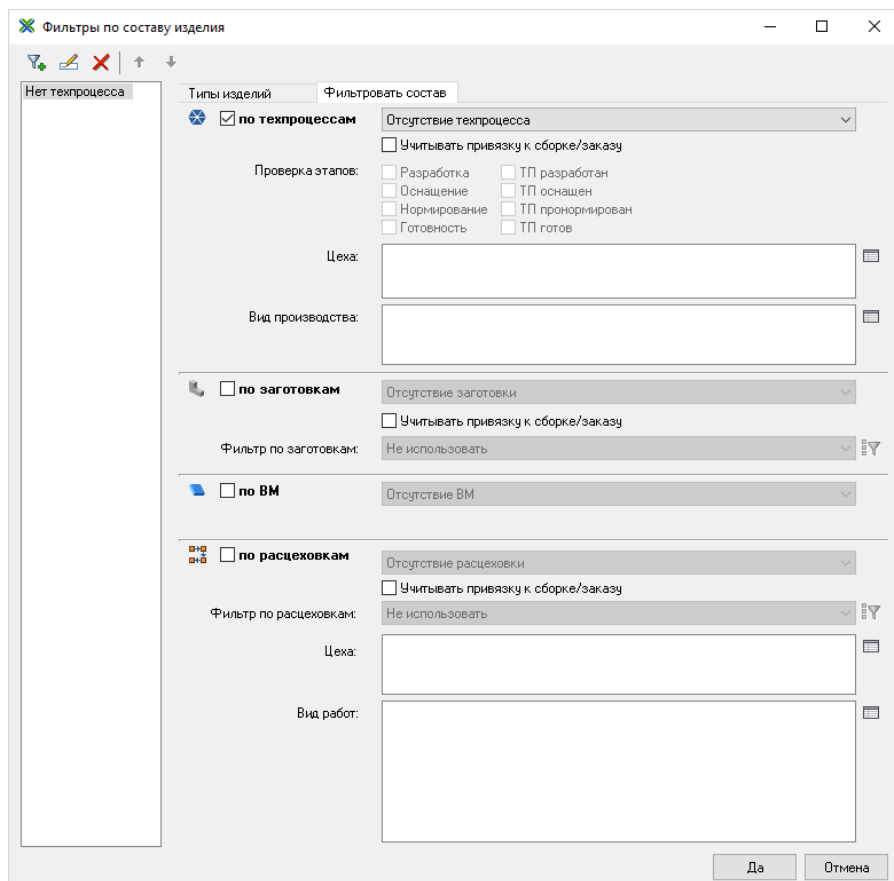 Фильтры по составу изделия
Нет техпроцесса
Типы изделий Фильтровать состав
по техпроцессам Отсутствие техпроцесса
Учитывать привязку к сборке/заказу
Проверка этапов: Разработка ТП разработан
Оснащение ТП оснащен
Нормирование ТП пронормирован
Готовность ТП готов
Цеха:
Вид производства:
по заготовкам Отсутствие заготовки
Учитывать привязку к сборке/заказу
Фильтр по заготовкам: Не использовать
по ВМ Отсутствие ВМ
по расцеховкам Отсутствие расцеховки
Учитывать привязку к сборке/заказу
Фильтр по расцеховкам: Не использовать
Цеха:
Вид работ:
Да Отмена